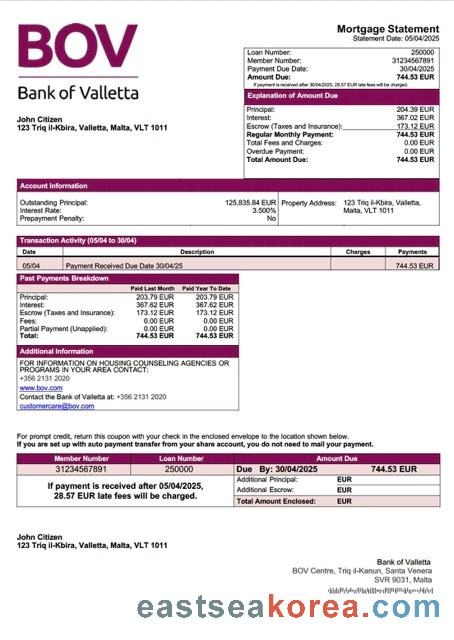 BOV
Bank of Valletta
Mortgage Statement
Statement Date: 05/04/2025
Loan Number: 250000
Member Number: 31234567891
Payment Due Date: 30/04/2025
Amount Due: 744.53 EUR
If payment is received after 30/04/2025, 28.57 EUR late fees will be charged.
John Citizen
123 Triq il-Kbira, Valletta, Malta, VLT 1011
Explanation of Amount Due
Principal: 204.39 EUR
Interest: 367.02 EUR
Escrow (Taxes and Insurance): 173.12 EUR
Regular Monthly Payment: 744.53 EUR
Total Fees and Charges: 0.00 EUR
Overdue Payment: 0.00 EUR
Total Amount Due: 744.53 EUR
Account Information
Outstanding Principal: 125,835.84 EUR Property Address: 123 Triq il-Kbira, Valletta,
Interest Rate: 3.500% Malta, VLT 1011
Prepayment Penalty: No
Transaction Activity (05/04 to 30/04)
Date Description Charges Payments
05/04 Payment Received Due Date 30/04/25 744.53 EUR
Past Payments Breakdown
Paid Last Month Paid Year To Date
Principal: 203.79 EUR 203.79 EUR
Interest: 367.62 EUR 367.62 EUR
Escrow (Taxes and Insurance): 173.12 EUR 173.12 EUR
Fees: 0.00 EUR 0.00 EUR
Partial Payment (Unapplied): 0.00 EUR 0.00 EUR
Total: 744.53 EUR 744.53 EUR
Additional Information
FOR INFORMATION ON HOUSING COUNSELING AGENCIES OR
PROGRAMS IN YOUR AREA CONTACT:
+356 2131 2020
www.bov.com
Contact the Bank of Valletta at: +356 2131 2020
customercare@bov.com
For prompt credit, return this coupon with your check in the enclosed envelope to the location shown below.
If you are set up with auto payment transfer from your share account, you do not need to mail your payment.
Member Number Loan Number Amount Due
31234567891 250000 Due By: 30/04/2025 744.53 EUR
If payment is received after 05/04/2025,
28.57 EUR late fees will be charged.
Additional Principal: EUR
Additional Escrow: EUR
Total Amount Enclosed: EUR
John Citizen
123 Triq il-Kbira, Valletta, Malta, VLT 1011
Bank of Valletta
BOV Centre, Triq il-Kanun, Santa Venera
SVR 9031, Malta
eastseakorea.com